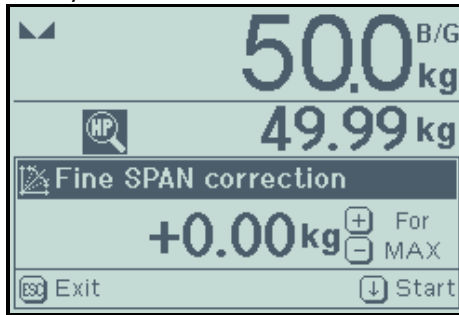 50.0 B/G kg
HP 49.99 kg
Fine SPAN correction
+0.00 kg + For
- MAX
ESC Exit ↓ Start